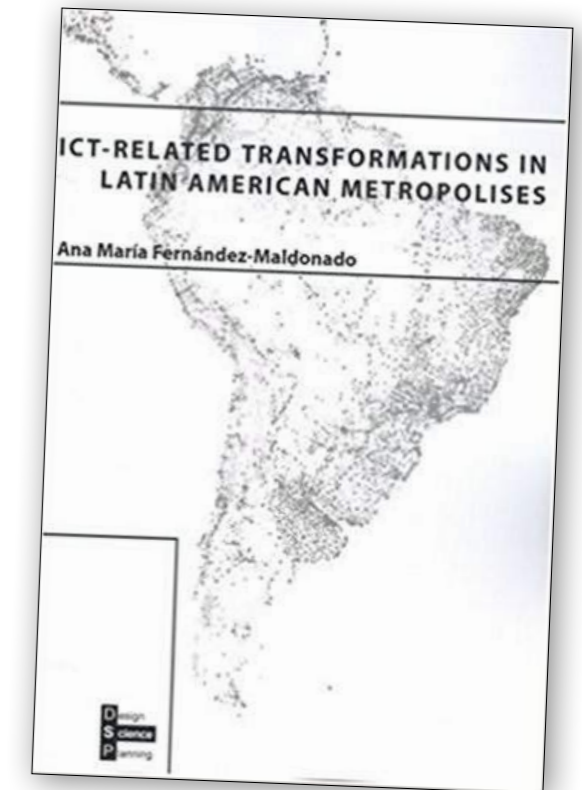 ICT-RELATED TRANSFORMATIONS IN
LATIN AMERICAN METROPOLISES
Ana María Fernández-Maldonado
Design
Science
Planning